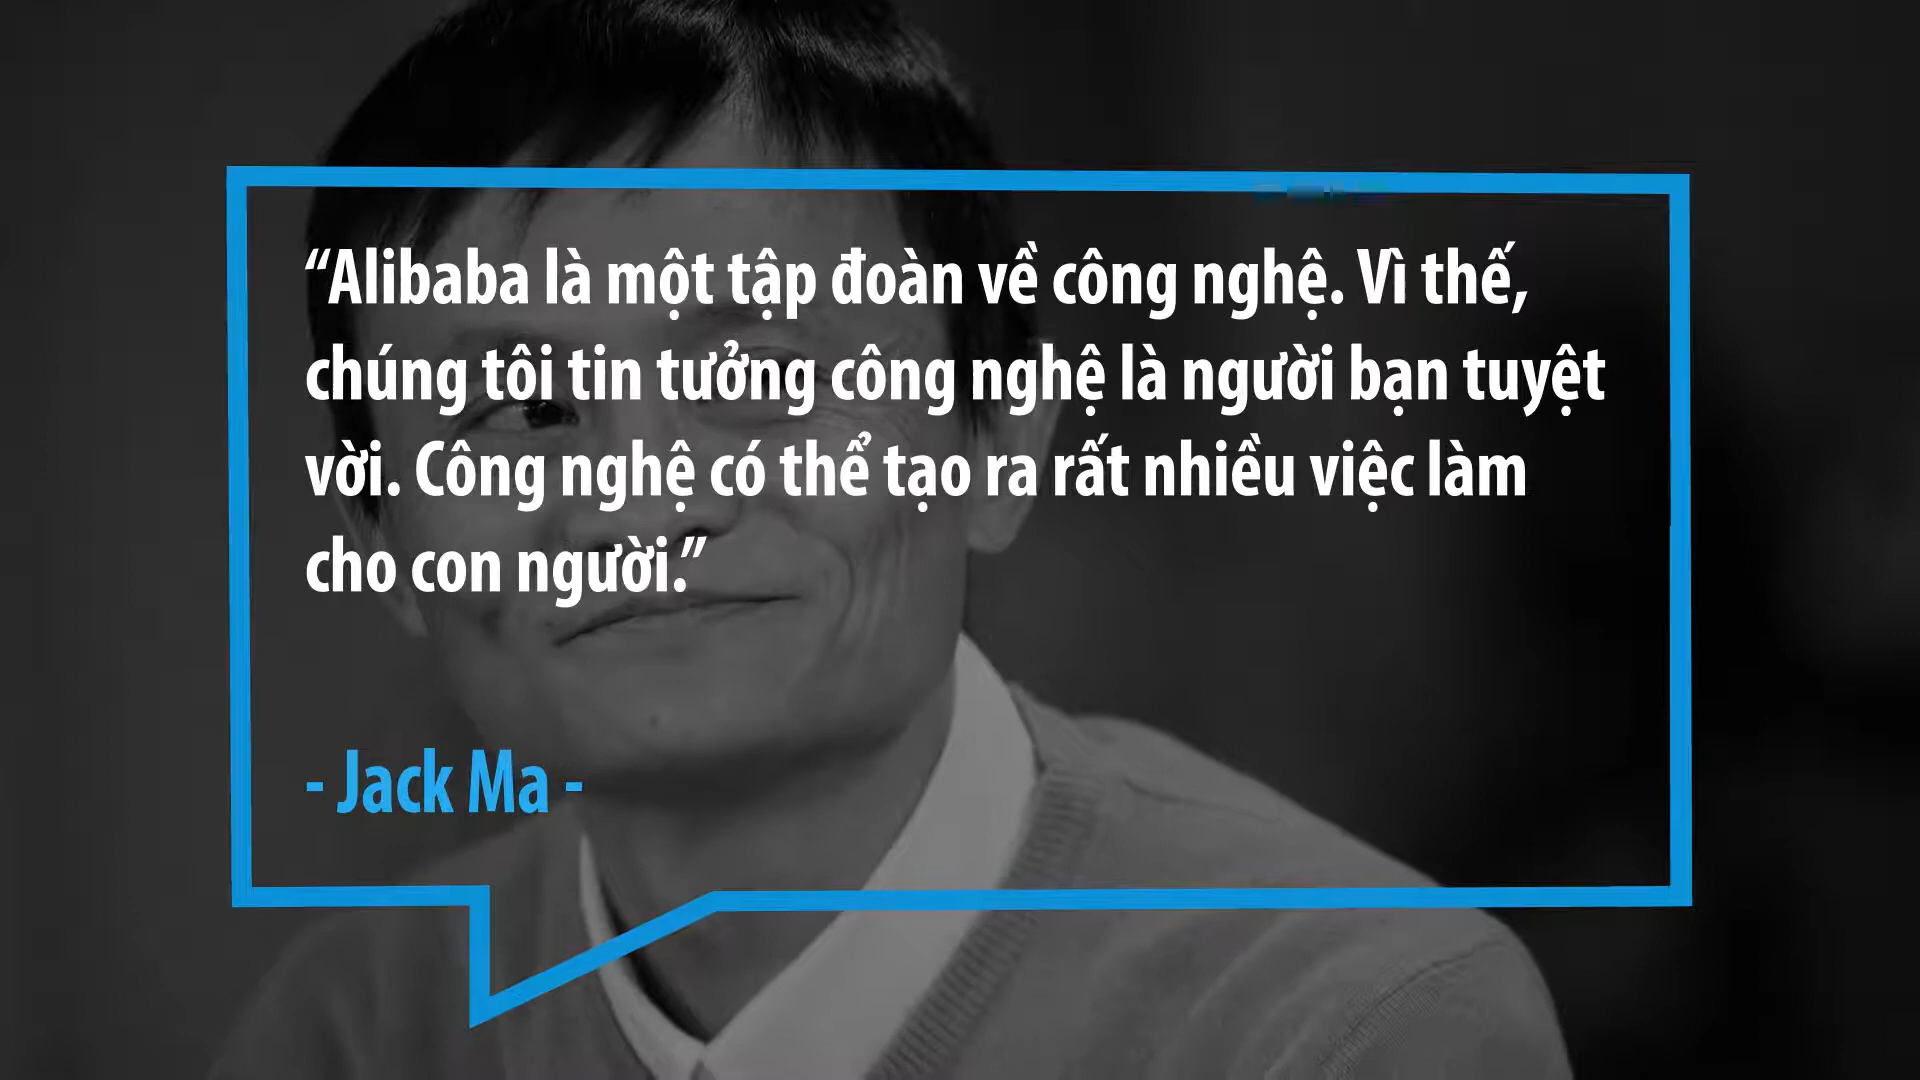 “Alibaba là một tập đoàn về công nghệ. Vì thế,
chúng tôi tin tưởng công nghệ là người bạn tuyệt
vời. Công nghệ có thể tạo ra rất nhiều việc làm
cho con người.”
- Jack Ma -